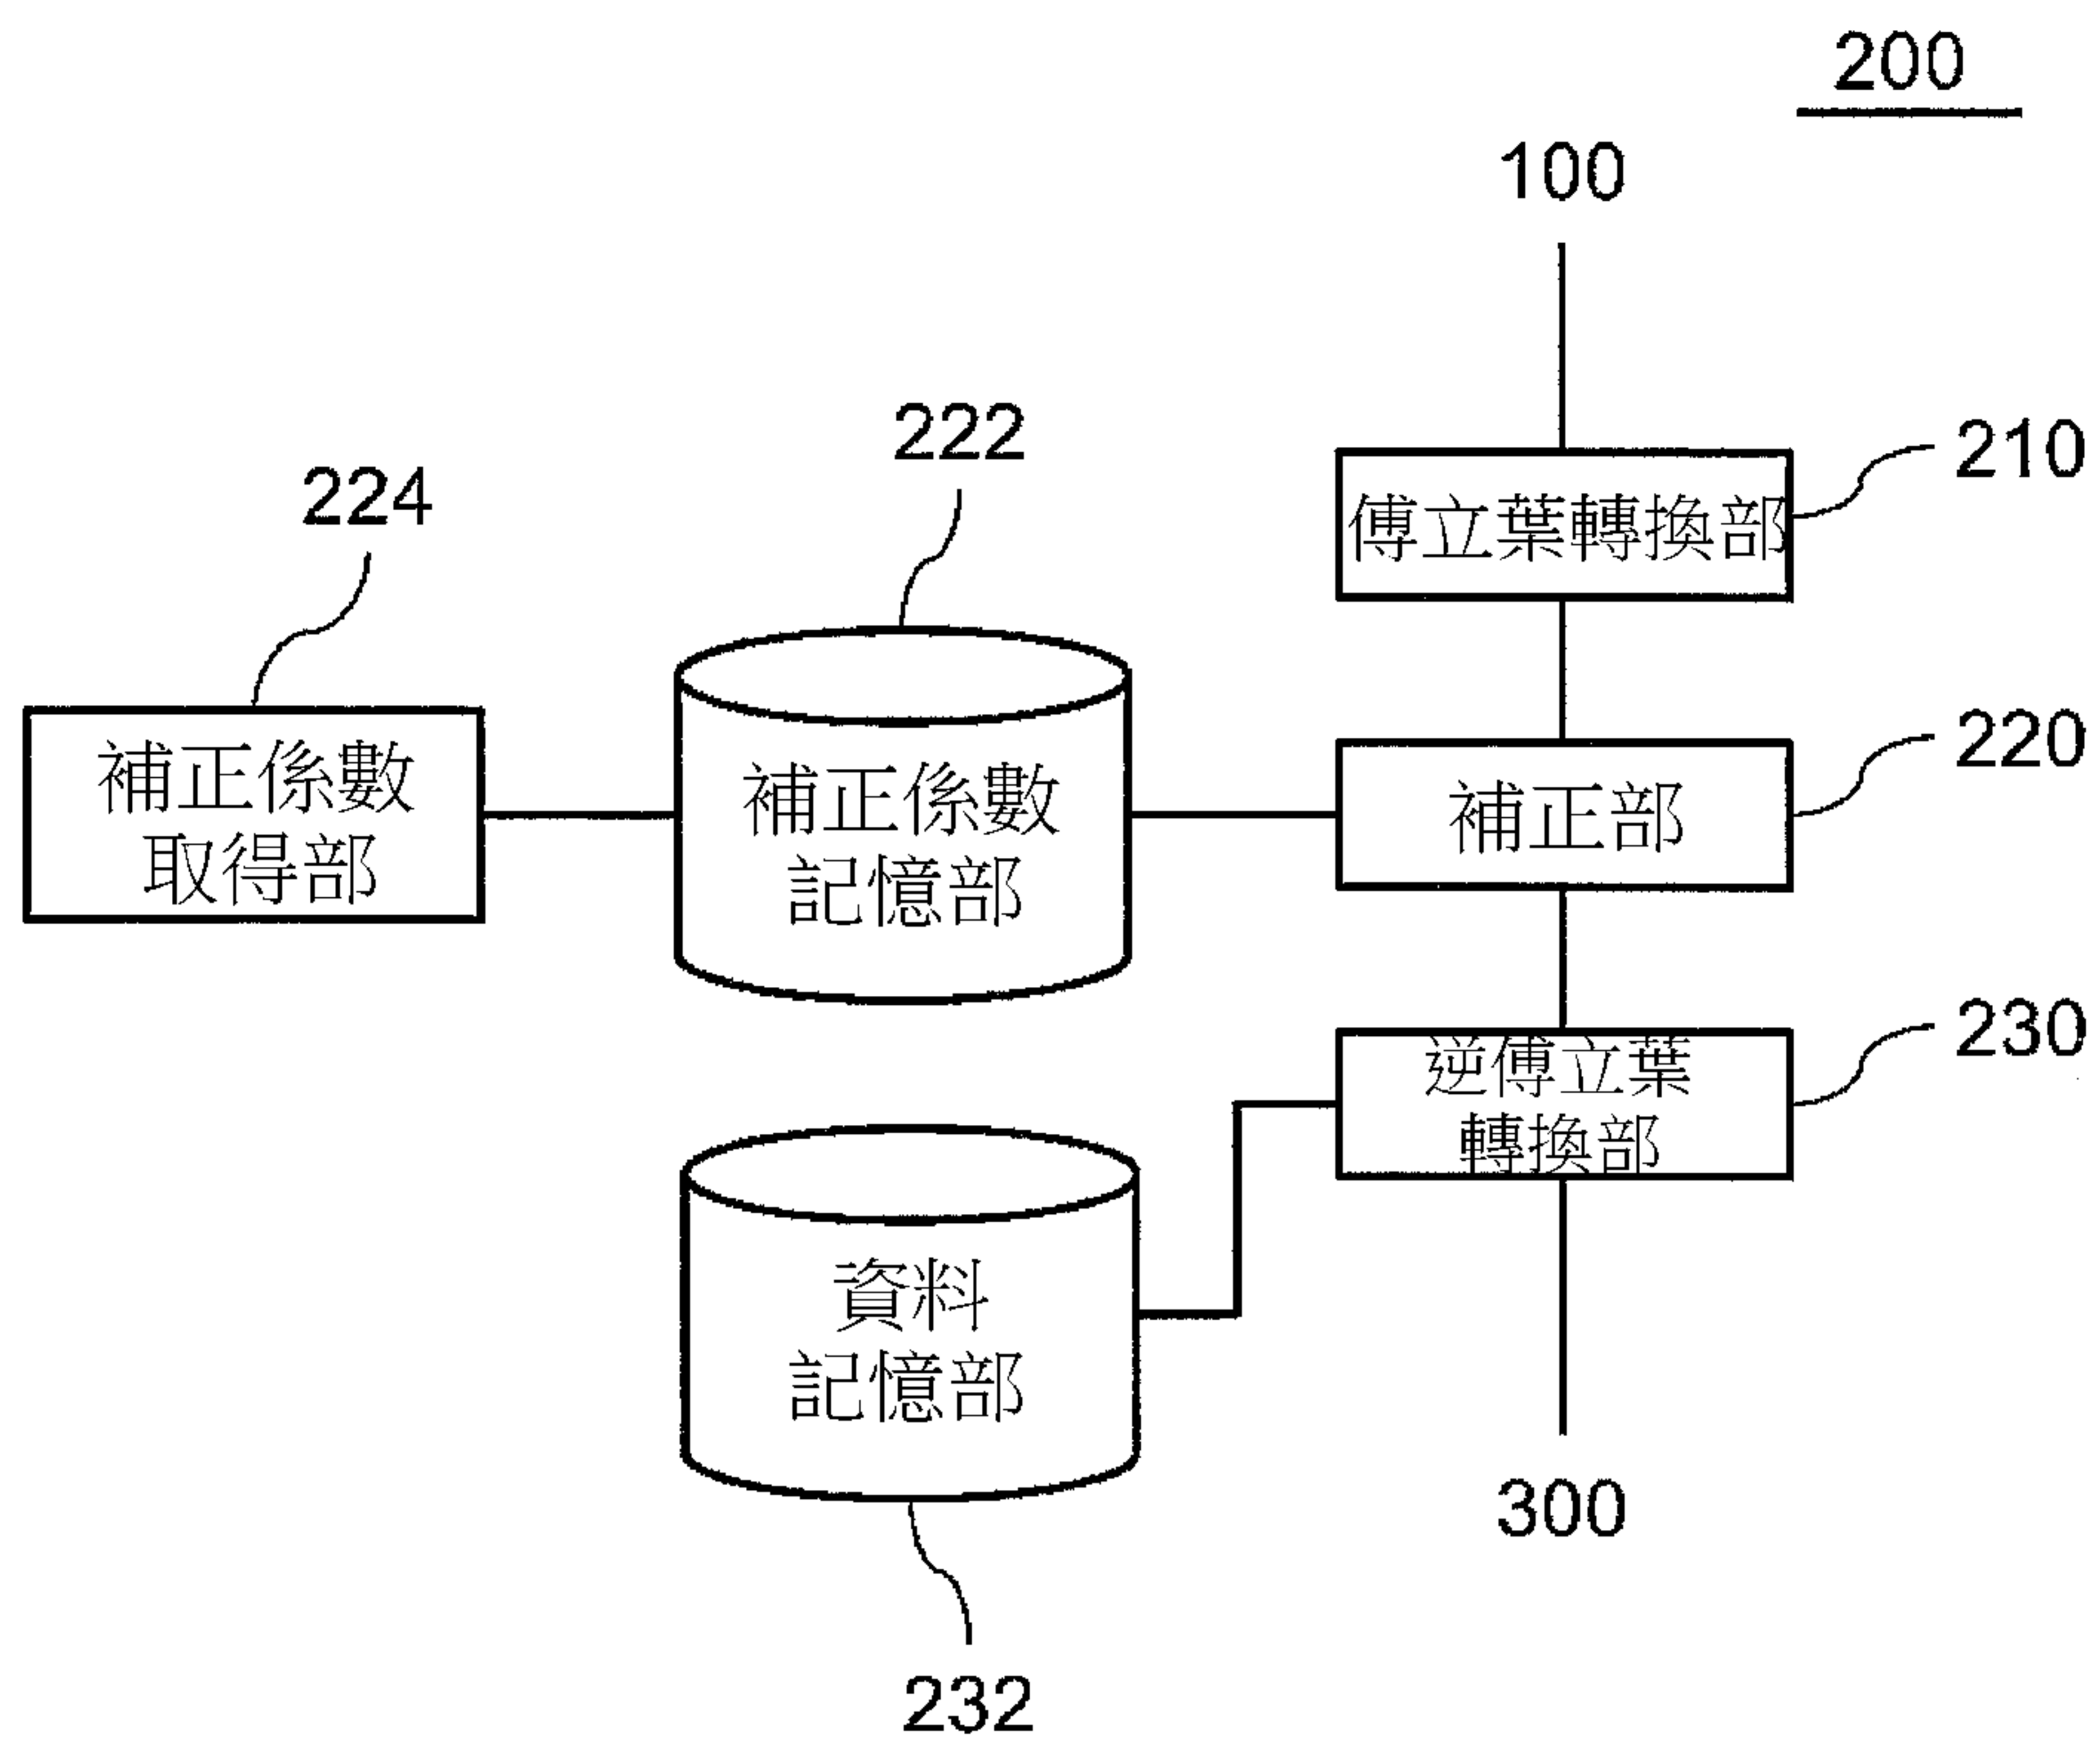 200
100
210
傅立葉轉換部
222
224
補正係數
取得部
補正係數
記憶部
220
補正部
230
逆傅立葉
轉換部
資料
記憶部
300
232